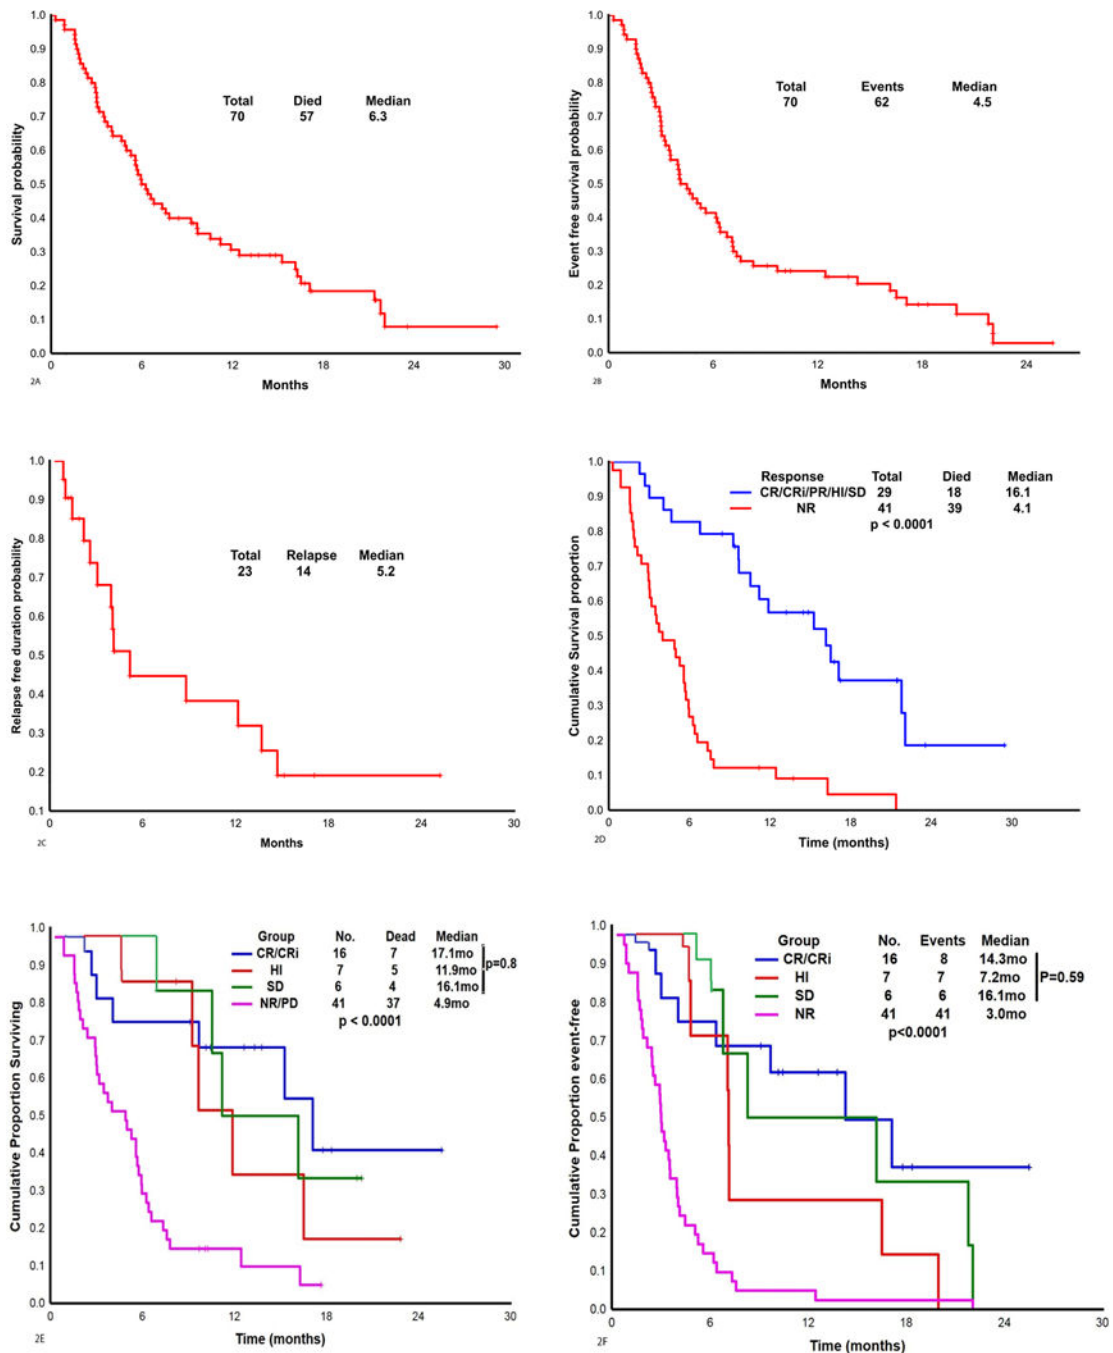 1.0
0.9
0.8
0.7
0.6
0.5
0.4
0.3
0.2
0.1
0.0
Survival probability
Total Died Median
70 57 6.3
0 6 12 18 24 30
Months
2A
1.0
0.9
0.8
0.7
0.6
0.5
0.4
0.3
0.2
0.1
0.0
Event free survival probability
Total Events Median
70 62 4.5
0 6 12 18 24
Months
2B
1.0
0.9
0.8
0.7
0.6
0.5
0.4
0.3
0.2
0.1
Relapse free duration probability
Total Relapse Median
23 14 5.2
0 6 12 18 24 30
Months
2C
1.0
0.9
0.8
0.7
0.6
0.5
0.4
0.3
0.2
0.1
0.0
Cumulative Survival proportion
Response Total Died Median
CR/CRi/PR/HI/SD 29 18 16.1
NR 41 39 4.1
p < 0.0001
0 6 12 18 24 30
Time (months)
2D
1.0
0.9
0.8
0.7
0.6
0.5
0.4
0.3
0.2
0.1
0.0
Cumulative Proportion Surviving
Group No. Dead Median
CR/CRi 16 7 17.1mo
HI 7 5 11.9mo
SD 6 4 16.1mo
NR/PD 41 37 4.9mo
p=0.8
p < 0.0001
0 6 12 18 24 30
Time (months)
2E
1.0
0.9
0.8
0.7
0.6
0.5
0.4
0.3
0.2
0.1
0.0
Cumulative Proportion event-free
Group No. Events Median
CR/CRi 16 8 14.3mo
HI 7 7 7.2mo
SD 6 6 16.1mo
NR 41 41 3.0mo
P=0.59
p<0.0001
0 6 12 18 24 30
Time (months)
2F